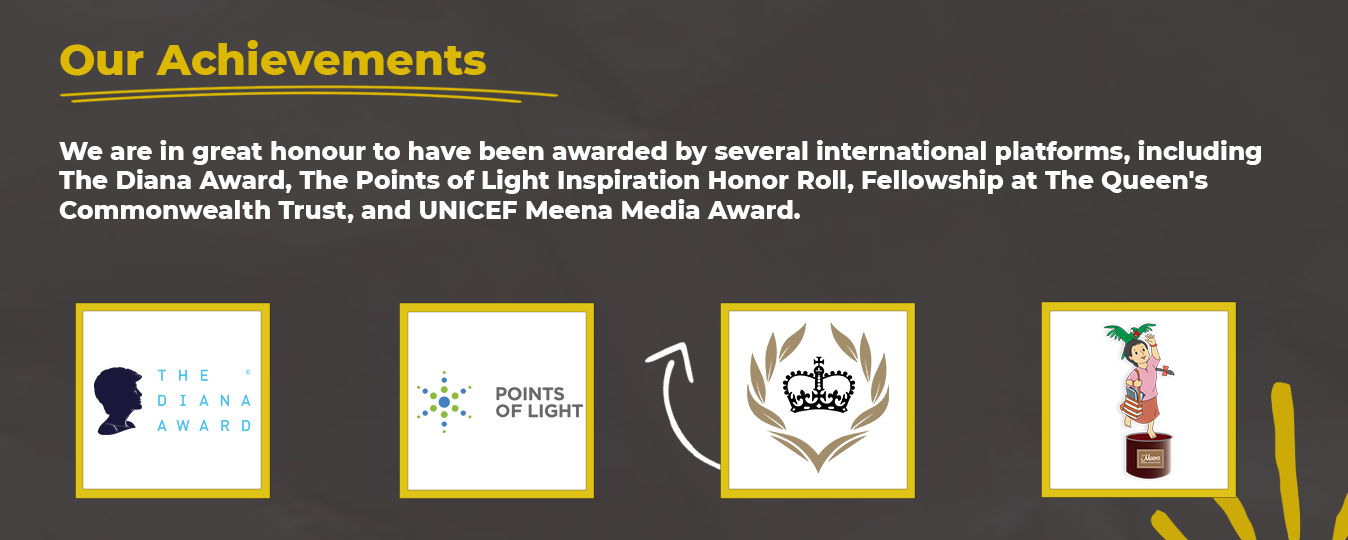 Our Achievements
We are in great honour to have been awarded by several international platforms, including
The Diana Award, The Points of Light Inspiration Honor Roll, Fellowship at The Queen's
Commonwealth Trust, and UNICEF Meena Media Award.
THE ®
DIANA
AWARD
POINTS
OF LIGHT
Meena